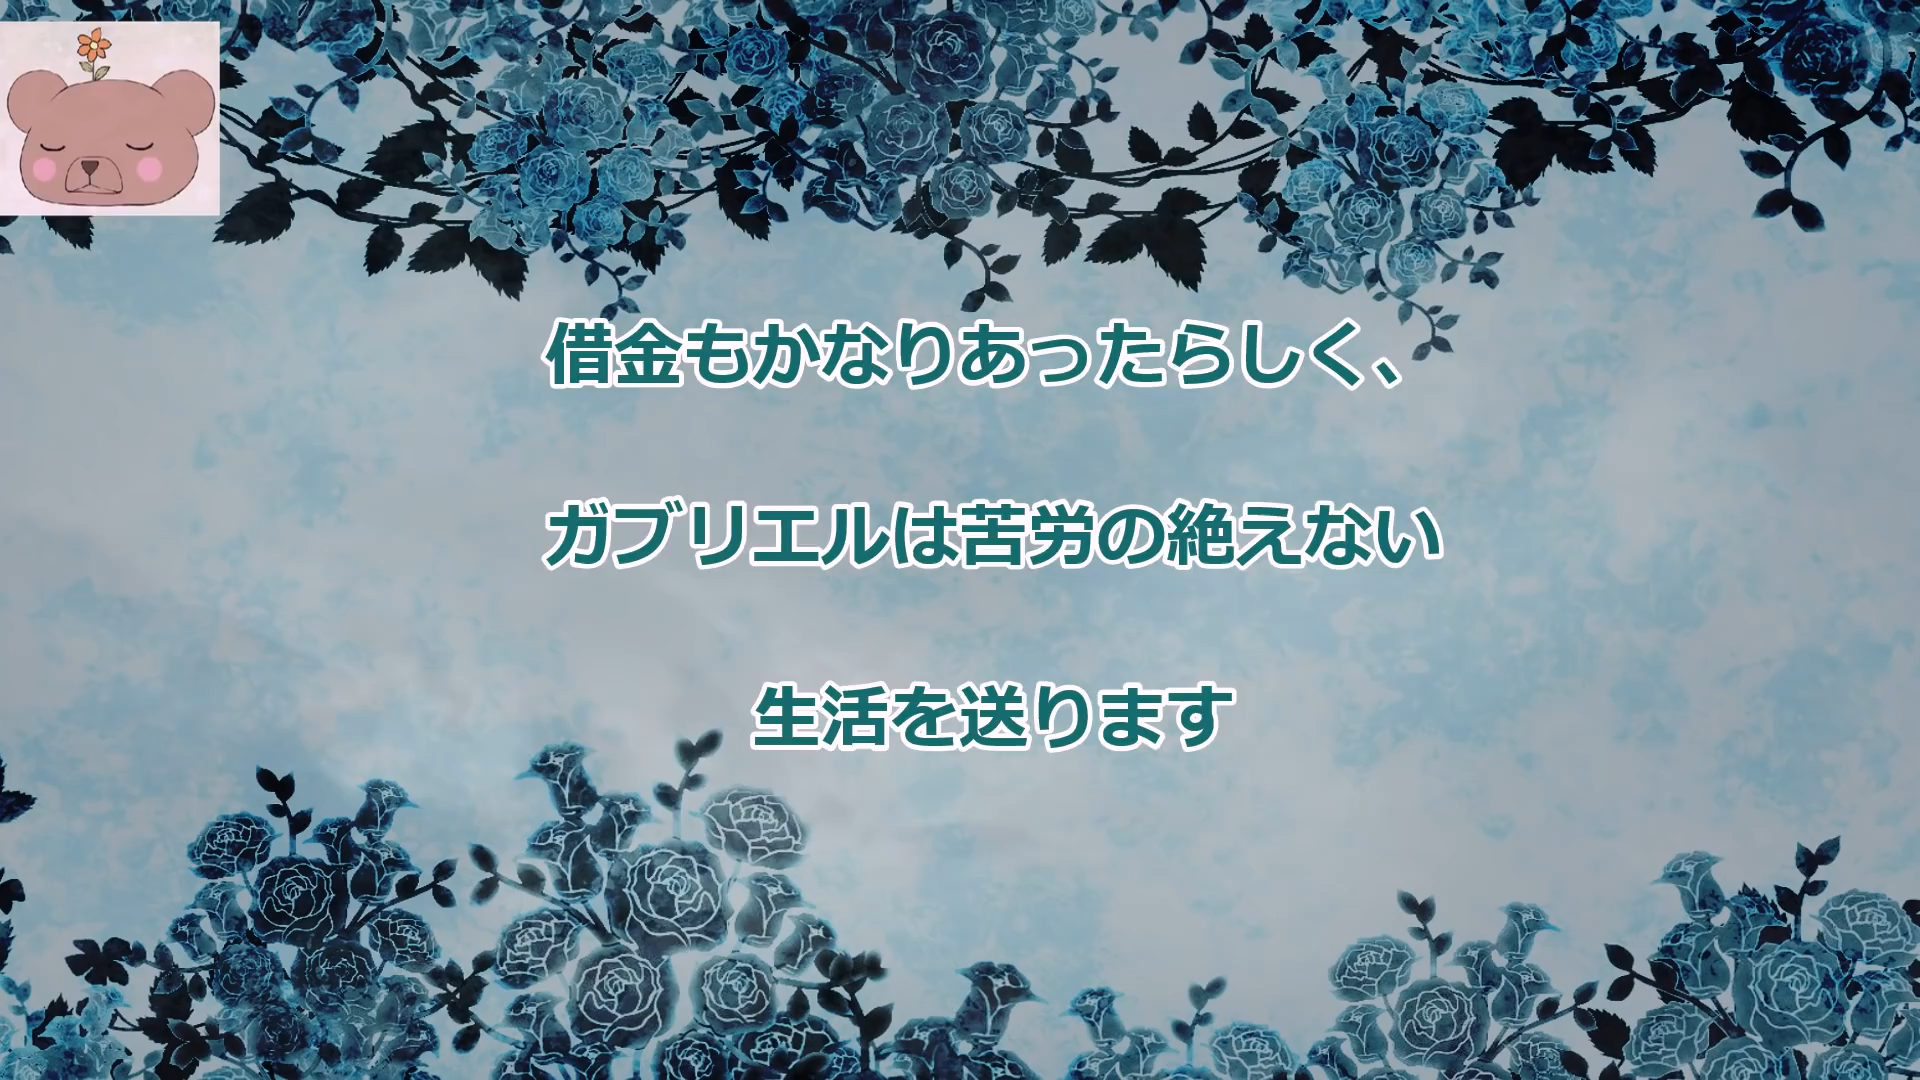 借金もかなりあったらしく、
ガブリエルは苦労の絶えない
生活を送ります